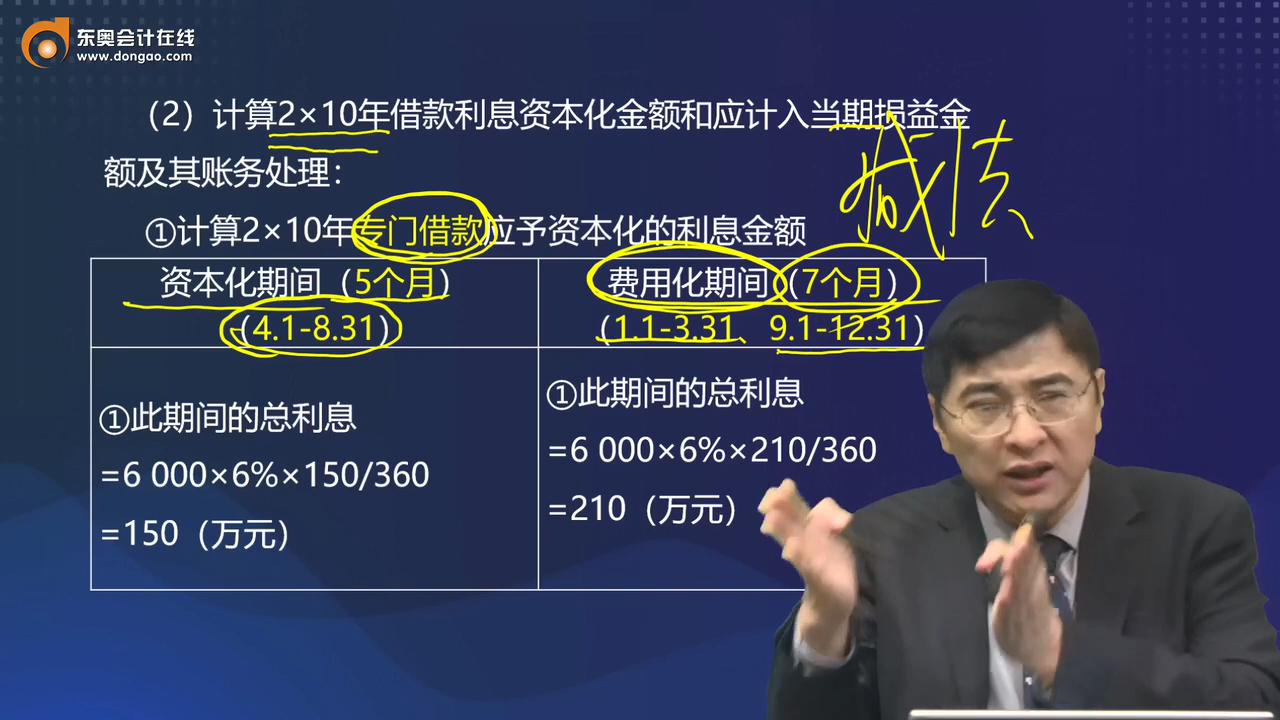 东奥会计在线
www.dongao.com
（2）计算2×10年借款利息资本化金额和应计入当期损益金
额及其账务处理：
减法
①计算2×10年专门借款应予资本化的利息金额
资本化期间（5个月）
（4.1-8.31）
费用化期间（7个月）
（1.1-3.31、9.1-12.31）
①此期间的总利息
=6 000×6%×150/360
=150（万元）
①此期间的总利息
=6 000×6%×210/360
=210（万元）